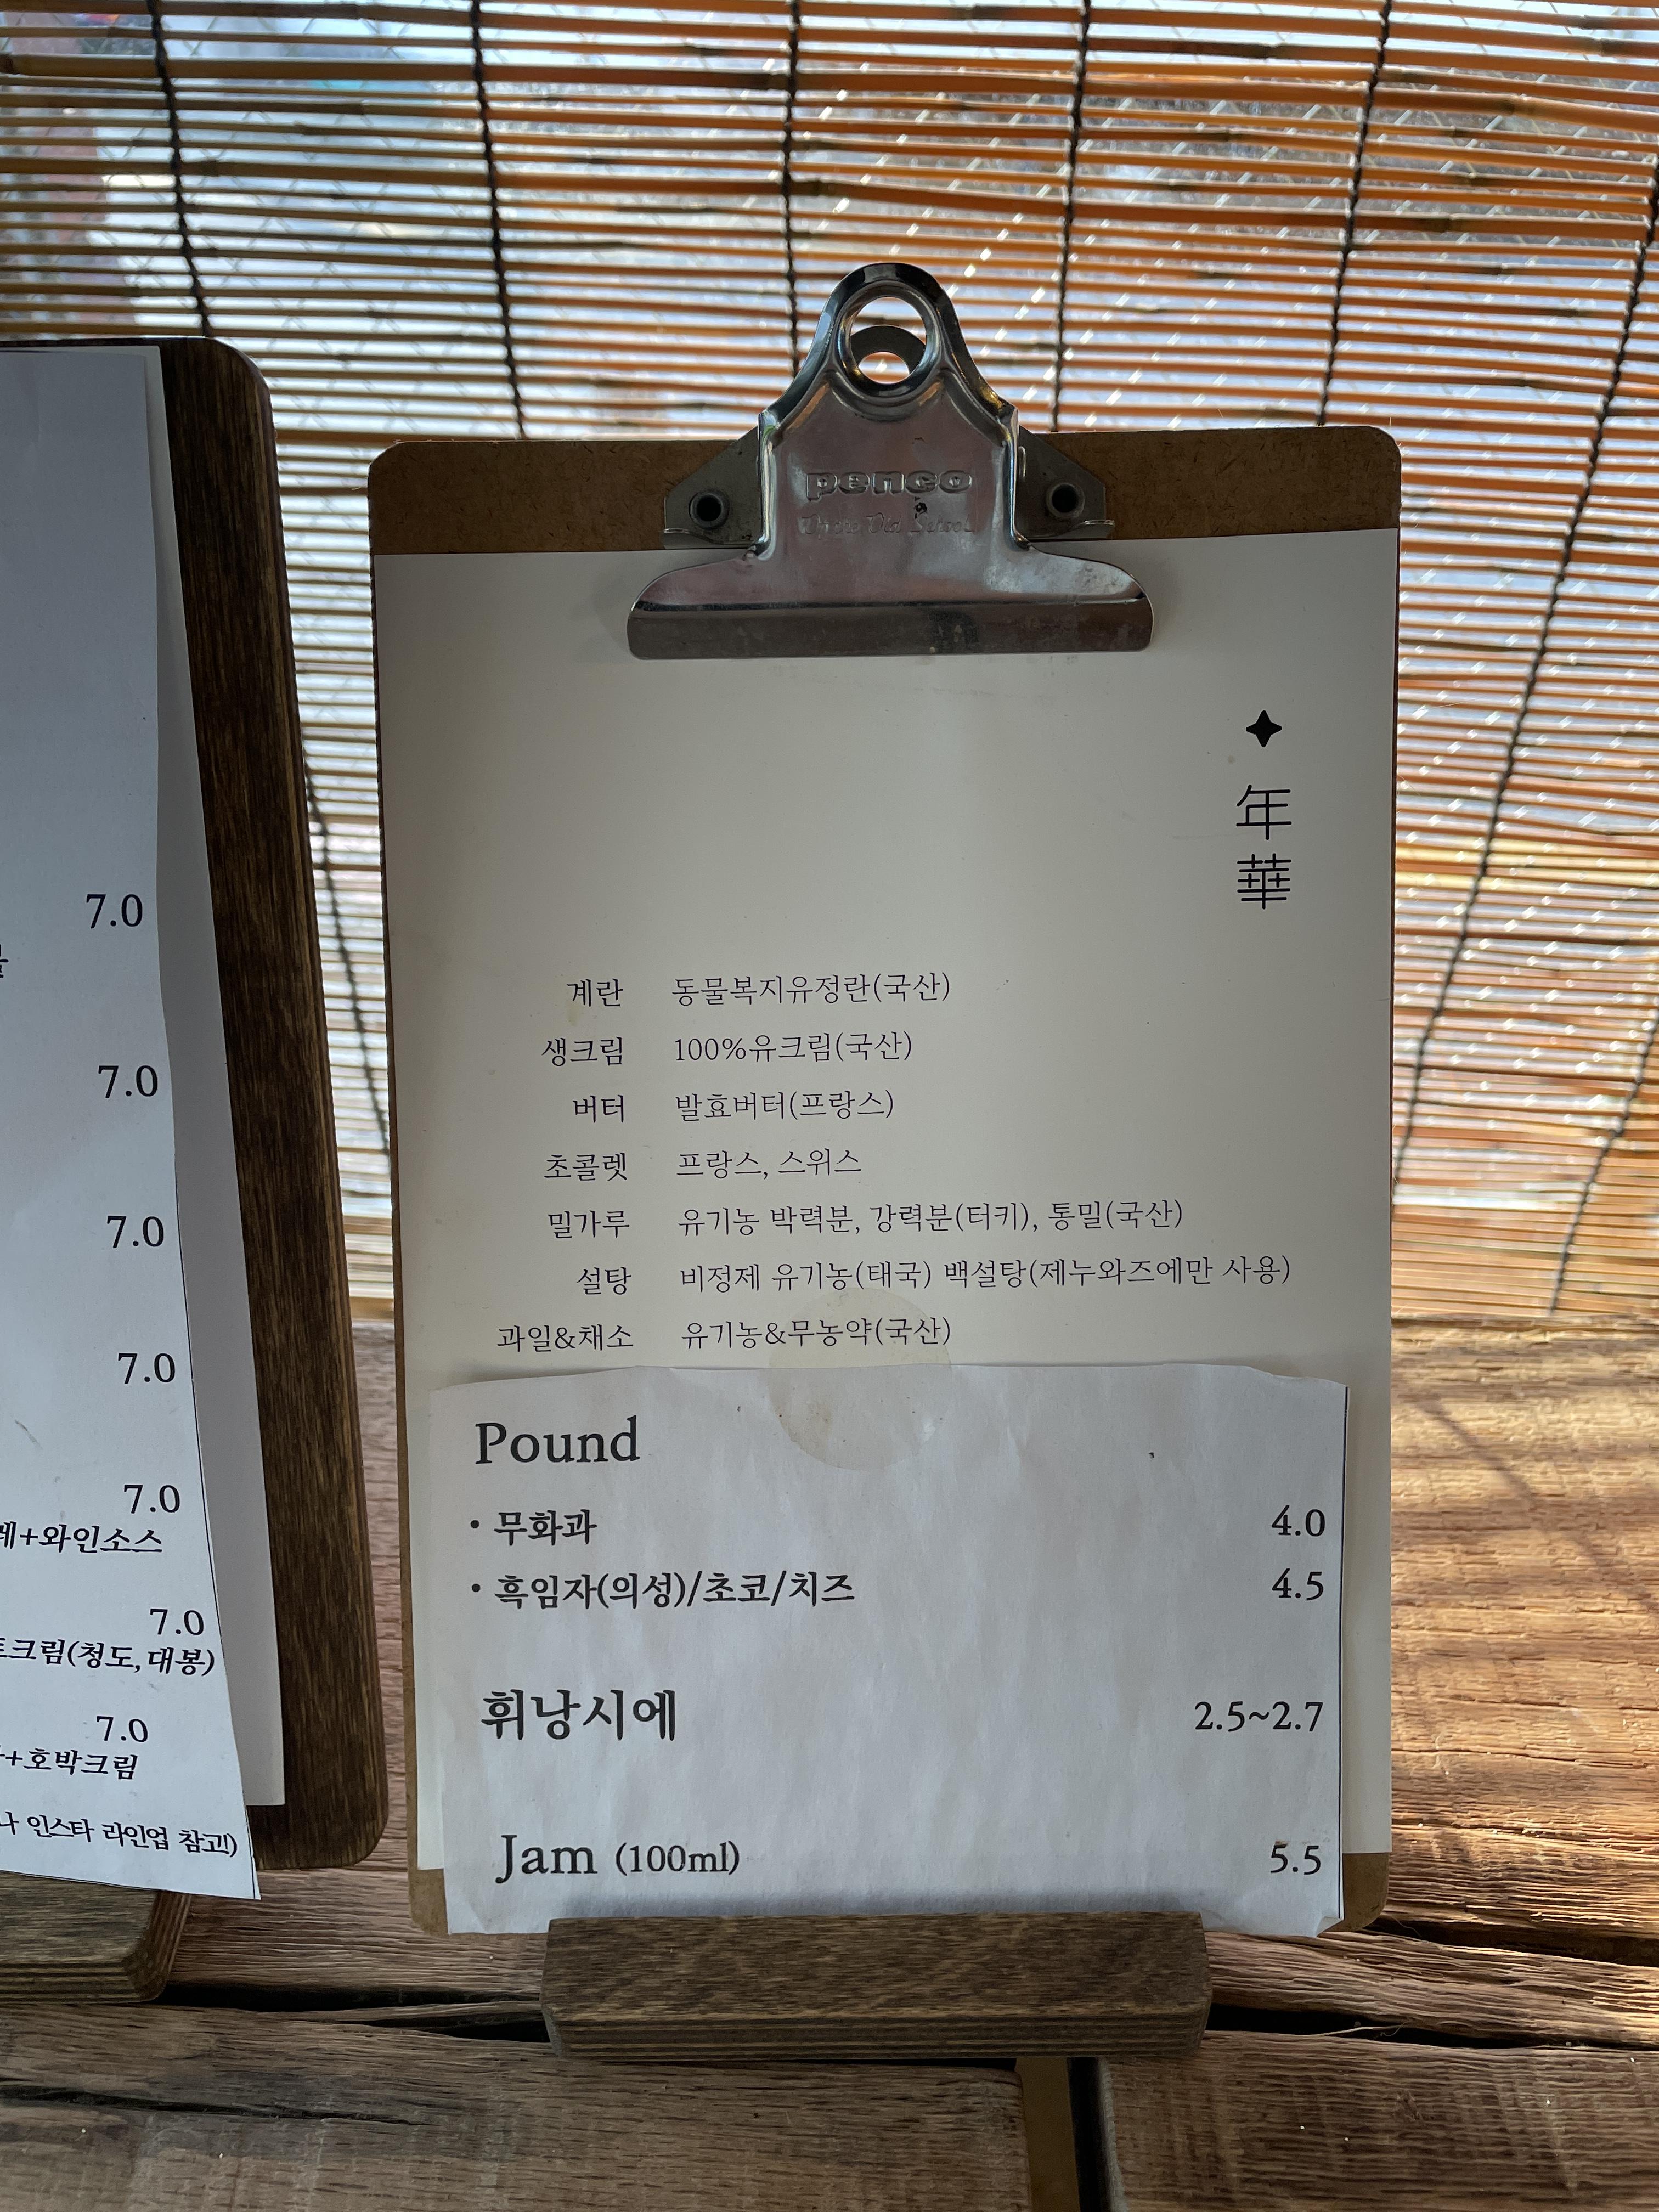 7.0
7.0
7.0
7.0
7.0
+와인소스
7.0
크림(청도,대봉)
7.0
+호박크림
인스타 라인업 참고!)
penco
年
華
계란 동물복지유정란(국산)
생크림 100%유크림(국산)
버터 발효버터(프랑스)
초콜렛 프랑스, 스위스
밀가루 유기농 박력분, 강력분(터키), 통밀(국산)
설탕 비정제 유기농(태국) 백설탕(제누와즈에만 사용)
과일&채소 유기농&무농약(국산)
Pound
• 무화과 4.0
• 흑임자(의성)/초코/치즈 4.5
휘낭시에 2.5~2.7
Jam (100ml) 5.5